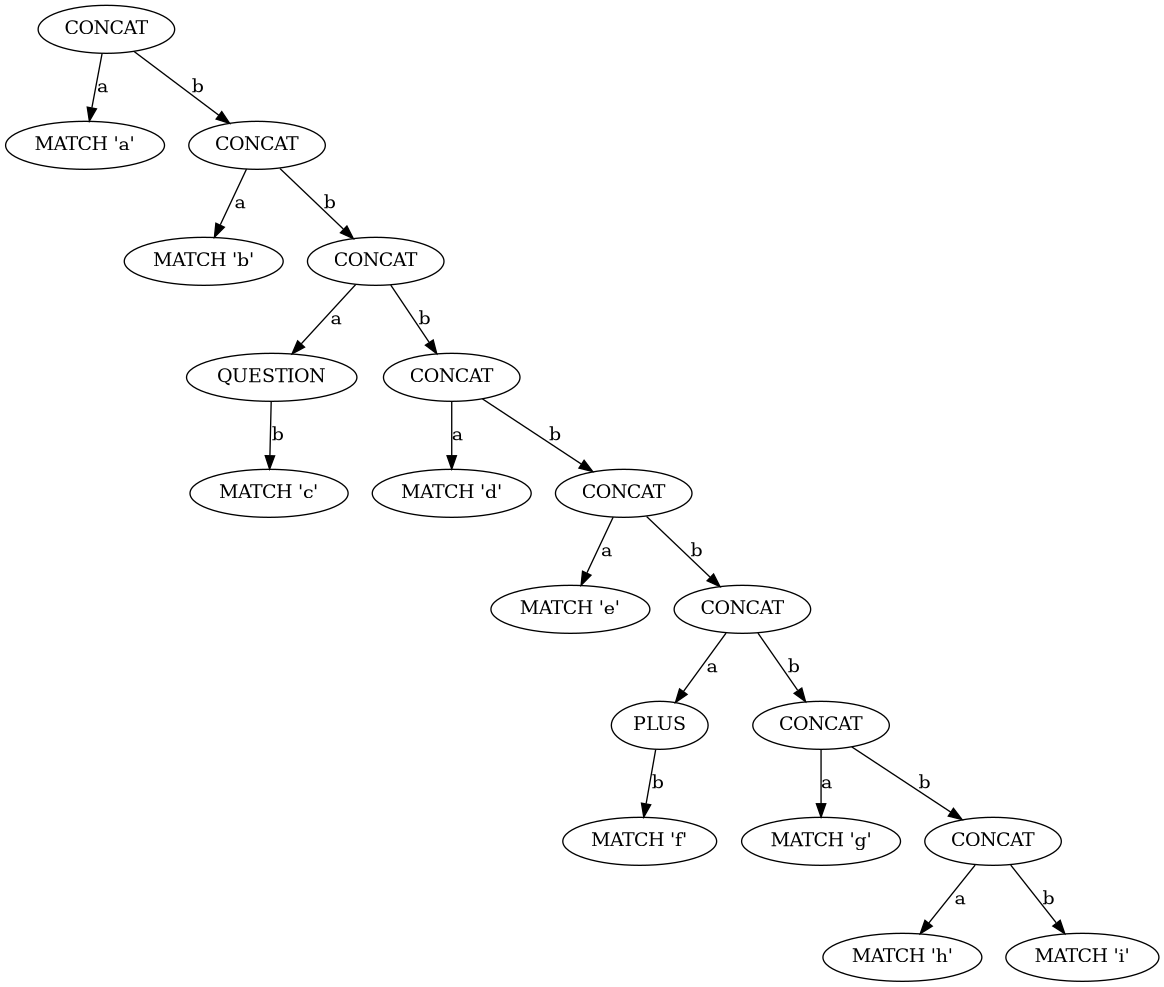 CONCAT
a
b
MATCH 'a'
CONCAT
a
b
MATCH 'b'
CONCAT
a
b
QUESTION
CONCAT
b
a
b
MATCH 'c'
MATCH 'd'
CONCAT
a
b
MATCH 'e'
CONCAT
a
b
PLUS
CONCAT
b
a
b
MATCH 'f'
MATCH 'g'
CONCAT
a
b
MATCH 'h'
MATCH 'i'